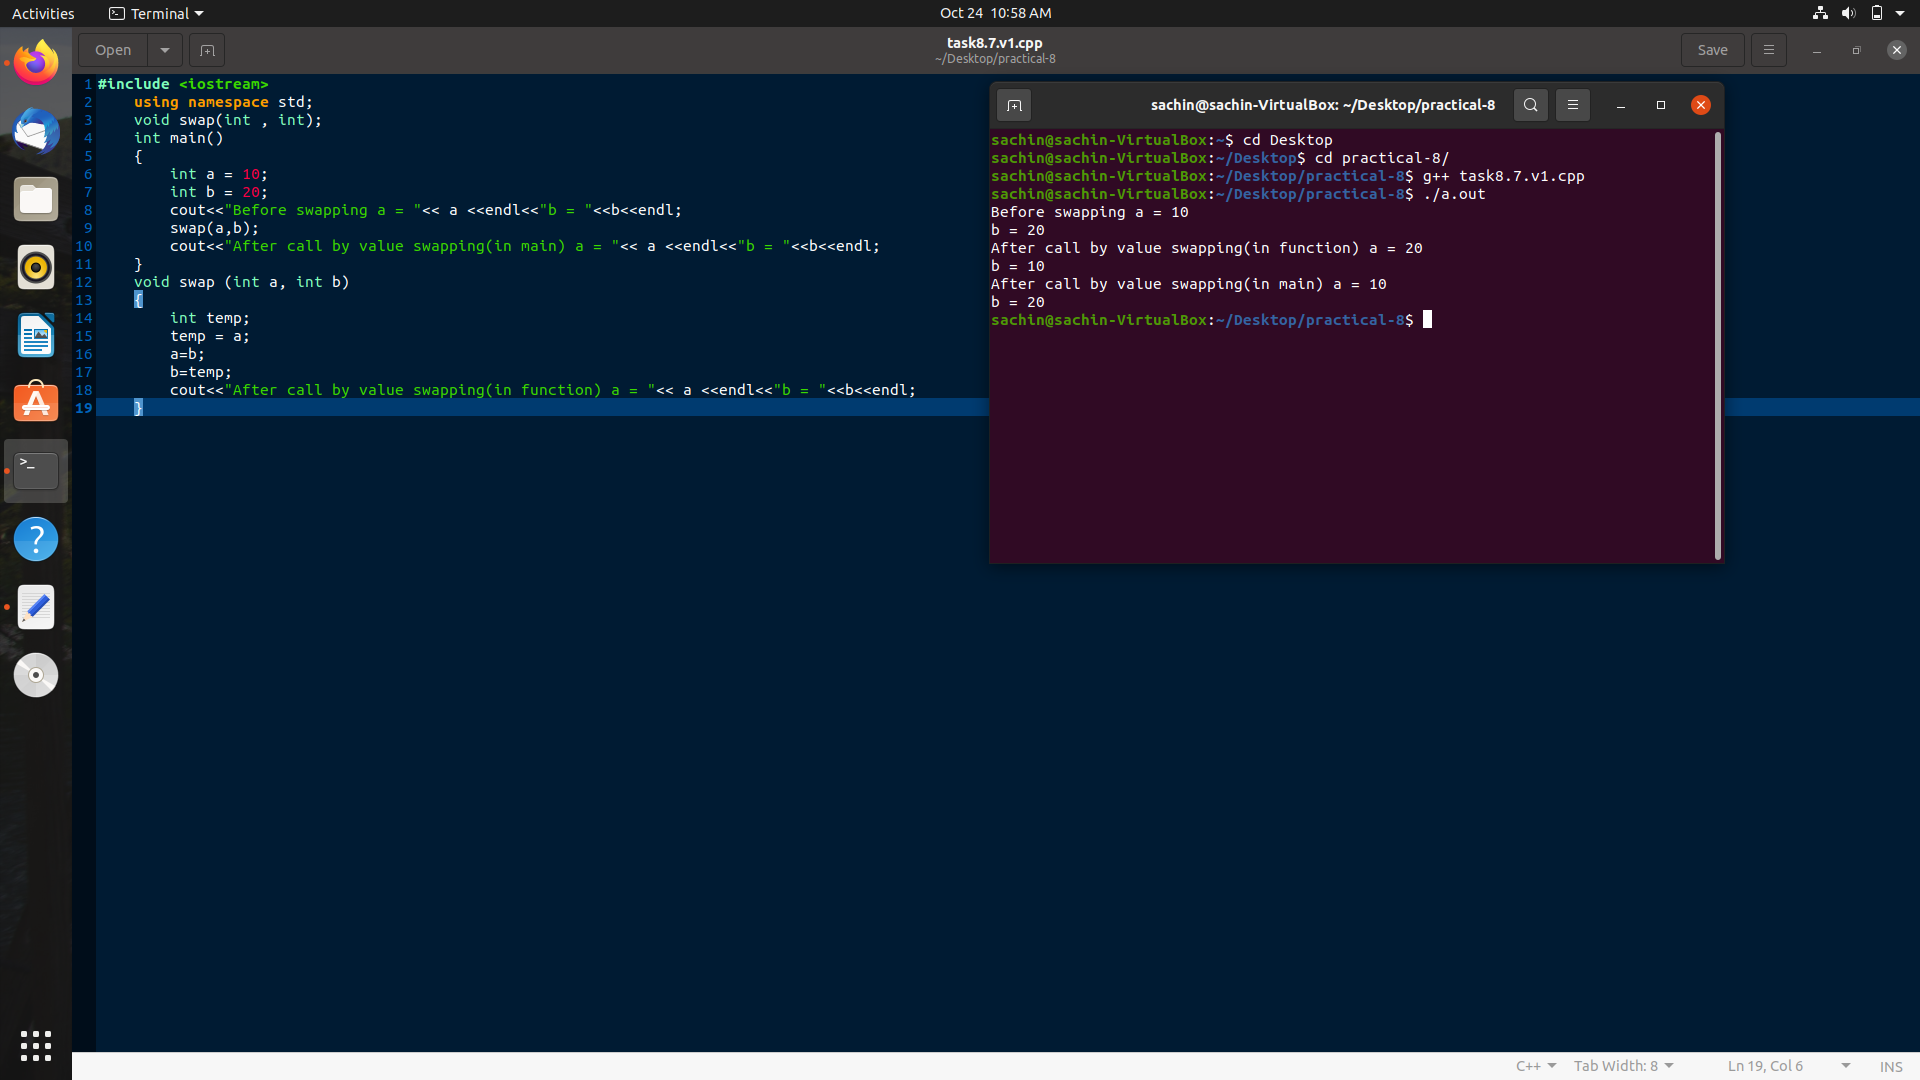 Activities
Terminal
Oct 24 10:58 AM
Open
task8.7.v1.cpp
~/Desktop/practical-8
Save
1 #include <iostream>
2 using namespace std;
3 void swap(int , int);
4 int main()
5 {
6 int a = 10;
7 int b = 20;
8 cout<<"Before swapping a = "<< a <<endl<<"b = "<<b<<endl;
9 swap(a,b);
10 cout<<"After call by value swapping(in main) a = "<< a <<endl<<"b = "<<b<<endl;
11 }
12 void swap (int a, int b)
13 {
14 int temp;
15 temp = a;
16 a=b;
17 b=temp;
18 cout<<"After call by value swapping(in function) a = "<< a <<endl<<"b = "<<b<<endl;
19 }
sachin@sachin-VirtualBox: ~/Desktop/practical-8
sachin@sachin-VirtualBox:~$ cd Desktop
sachin@sachin-VirtualBox:~/Desktop$ cd practical-8/
sachin@sachin-VirtualBox:~/Desktop/practical-8$ g++ task8.7.v1.cpp
sachin@sachin-VirtualBox:~/Desktop/practical-8$ ./a.out
Before swapping a = 10
b = 20
After call by value swapping(in function) a = 20
b = 10
After call by value swapping(in main) a = 10
b = 20
sachin@sachin-VirtualBox:~/Desktop/practical-8$
C++
Tab Width: 8
Ln 19, Col 6
INS